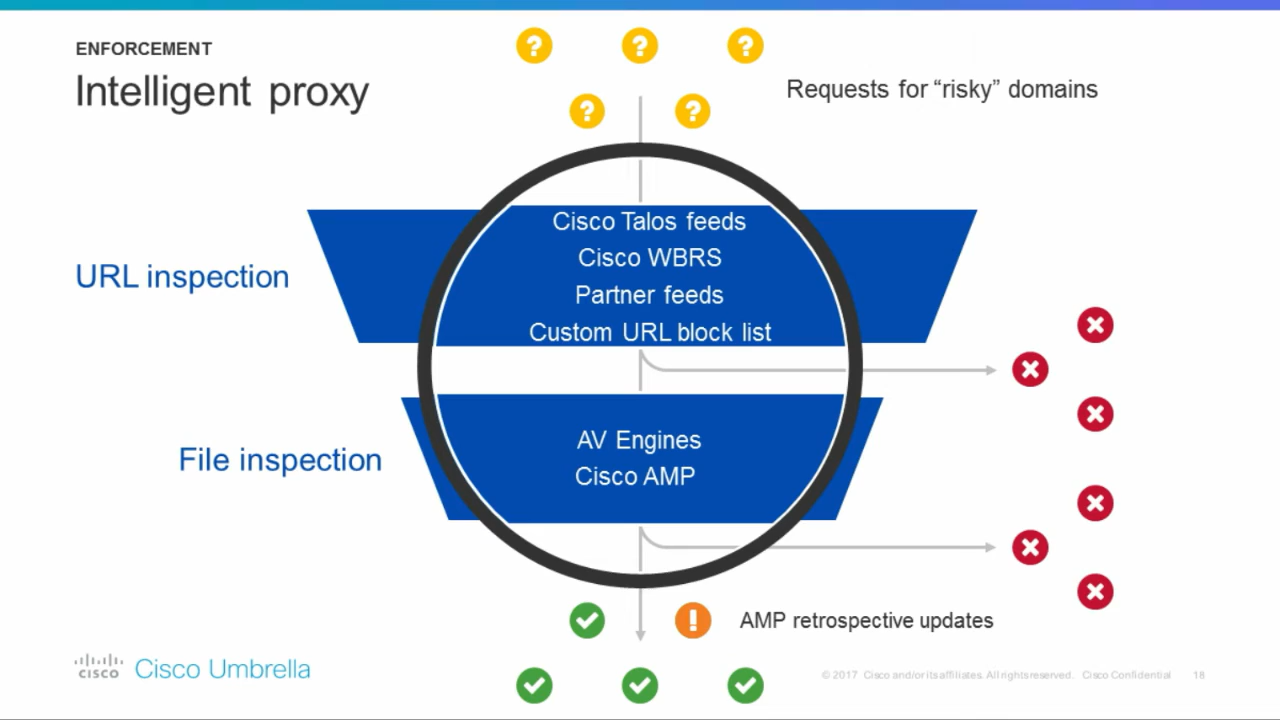 ENFORCEMENT
Intelligent proxy
Requests for “risky” domains
URL inspection
Cisco Talos feeds
Cisco WBRS
Partner feeds
Custom URL block list
File inspection
AV Engines
Cisco AMP
AMP retrospective updates
CISCO Cisco Umbrella
© 2017 Cisco and/or its affiliates. All rights reserved. Cisco Confidential 18